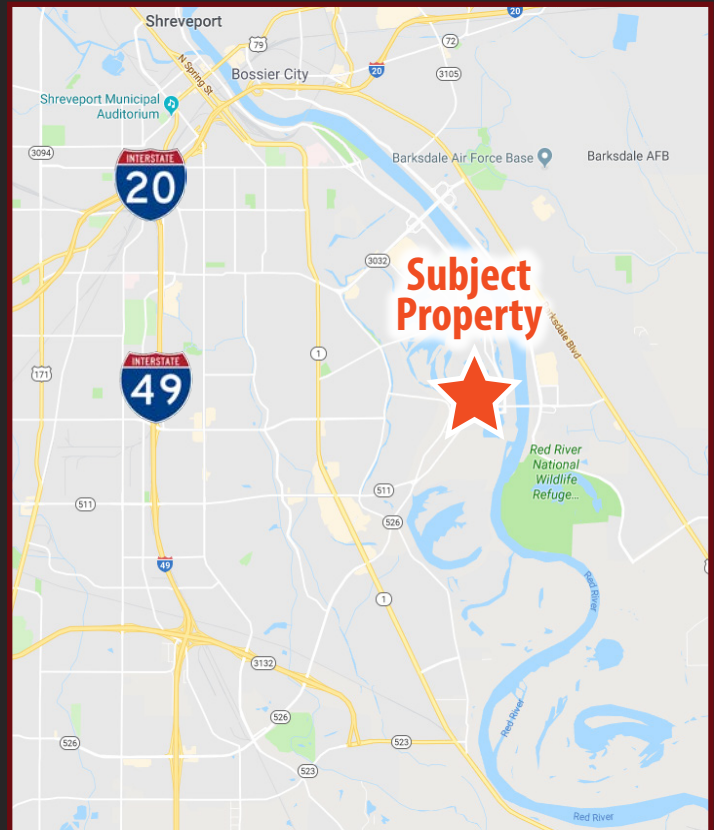 20
Shreveport
79
72
N Spring St
Bossier City
20
3105
Shreveport Municipal
Auditorium
3094
INTERSTATE
20
Barksdale Air Force Base
Barksdale AFB
3032
Subject
Property
ksdale Blvd
1
INTERSTATE
49
171
Red River
National
Wildlife
Refuge...
511
511
526
49
Red River
1
3132
526
Red River
526
523
523
Red River